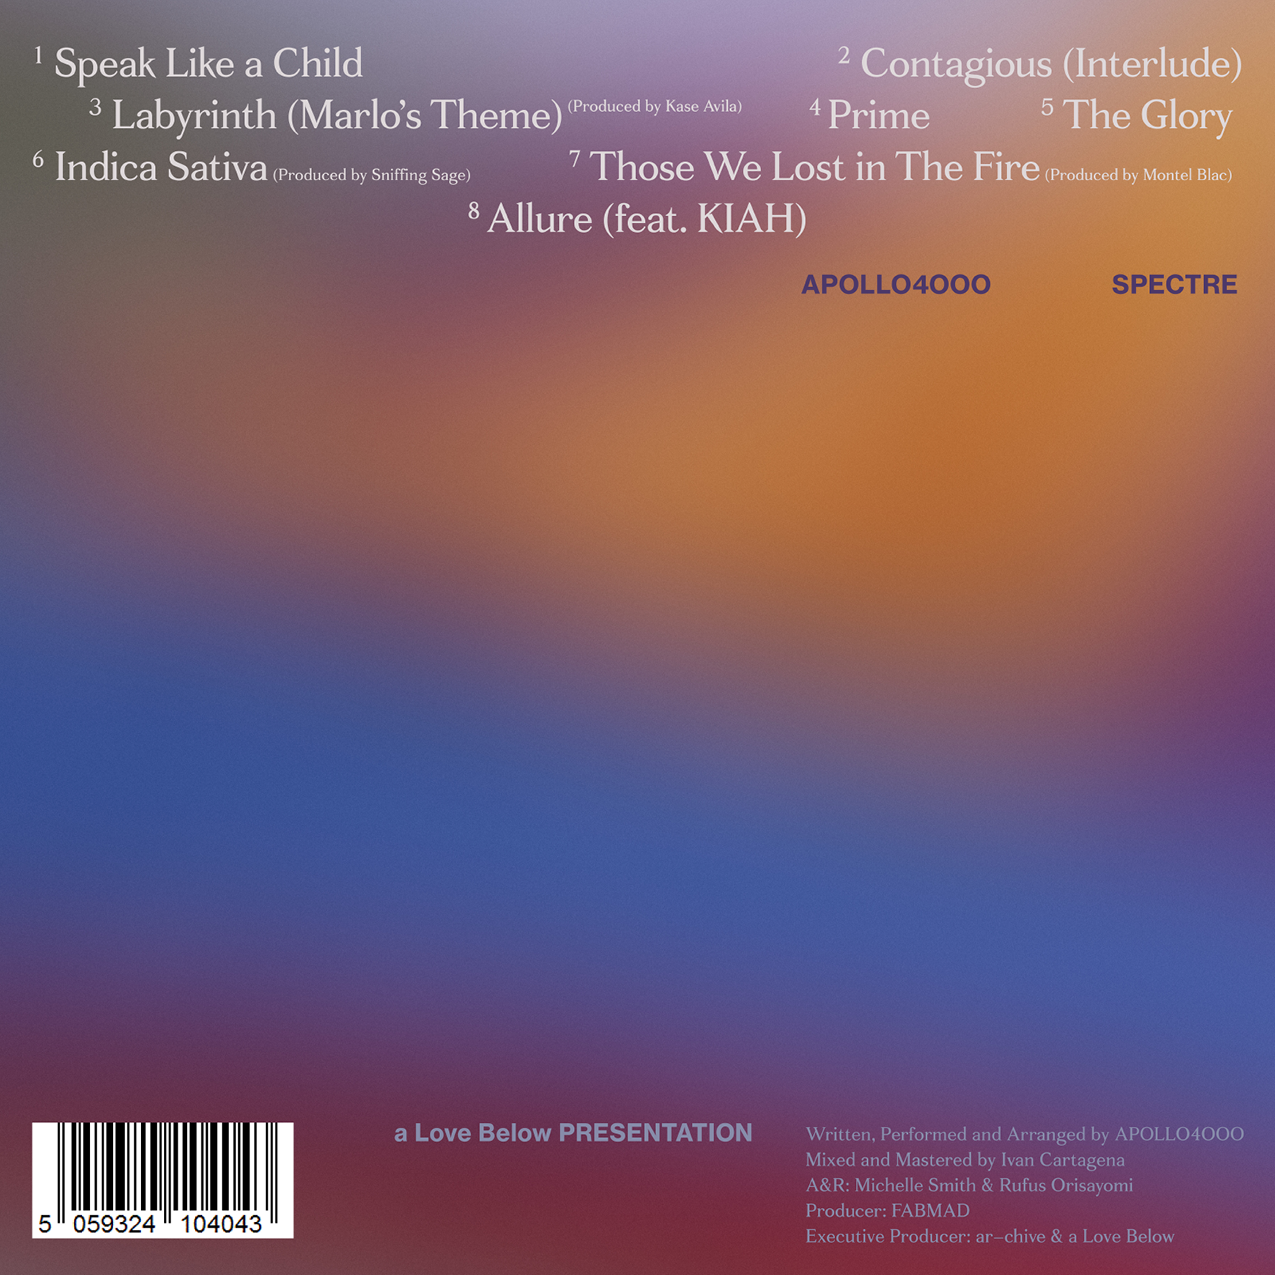 1 Speak Like a Child 2 Contagious (Interlude)
3 Labyrinth (Marlo’s Theme) (Produced by Kase Avila) 4 Prime 5 The Glory
6 Indica Sativa (Produced by Sniffing Sage) 7 Those We Lost in The Fire (Produced by Montel Blac)
8 Allure (feat. KIAH)
APOLLO4OOO SPECTRE
a Love Below PRESENTATION
Written, Performed and Arranged by APOLLO4OOO
Mixed and Mastered by Ivan Cartagena
A&R: Michelle Smith & Rufus Orisayomi
Producer: FABMAD
Executive Producer: ar–chive & a Love Below
5 059324 104043